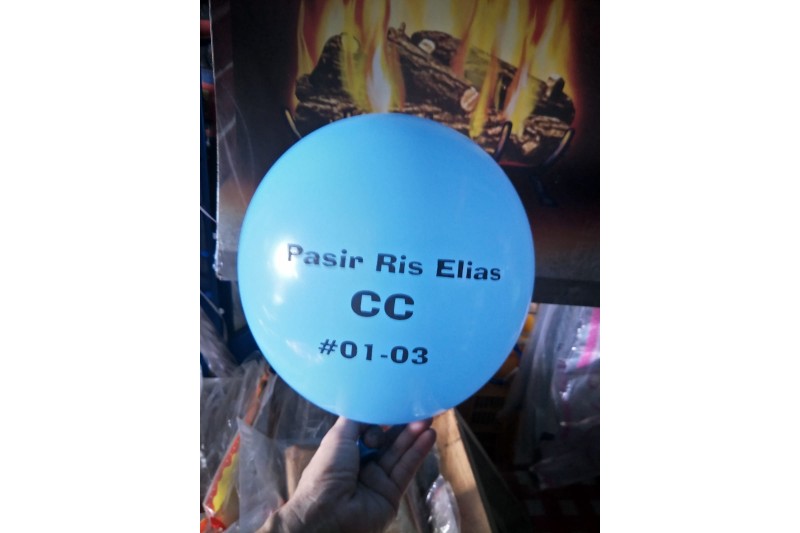 Pasir Ris Elias
CC
#01-03